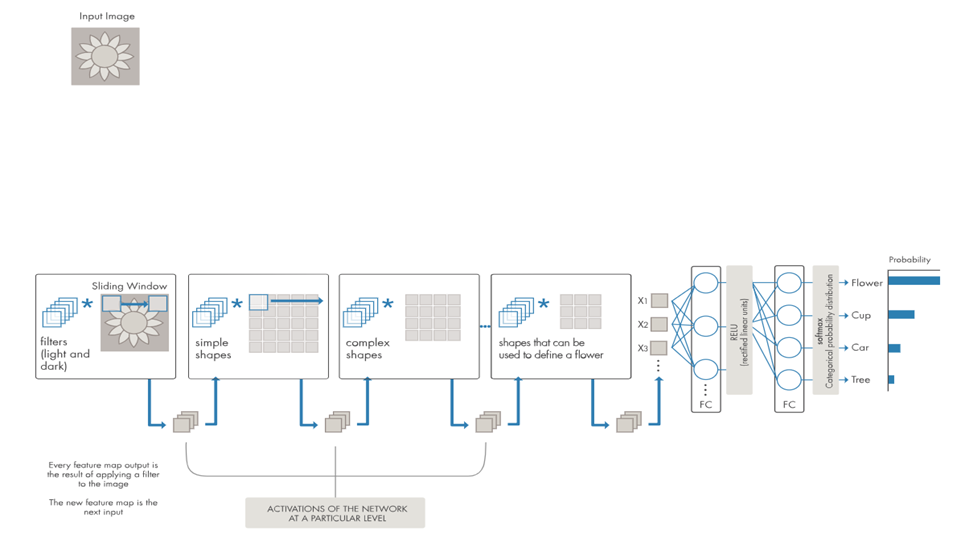 Input Image
Sliding Window
*
filters
(light and
dark)
*
simple
shapes
*
complex
shapes
*
shapes that can be
used to define a flower
X1
X2
X3
FC
RELU
(rectified linear units)
FC
softmax
Categorical probability distribution
Probability
Flower
Cup
Car
Tree
Every feature map output is
the result of applying a filter
to the image
The new feature map is the
next input
ACTIVATIONS OF THE NETWORK
AT A PARTICULAR LEVEL